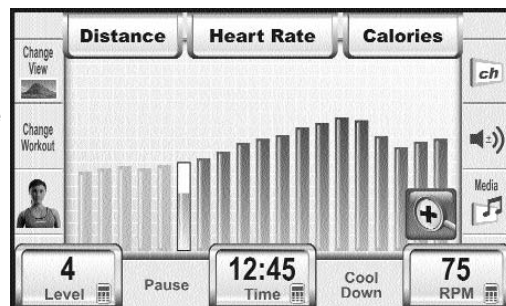 Distance
Heart Rate
Calories
Change
View
ch
Change
Workout
±
Media
4
Level
Pause
12:45
Time
Cool
Down
75
RPM